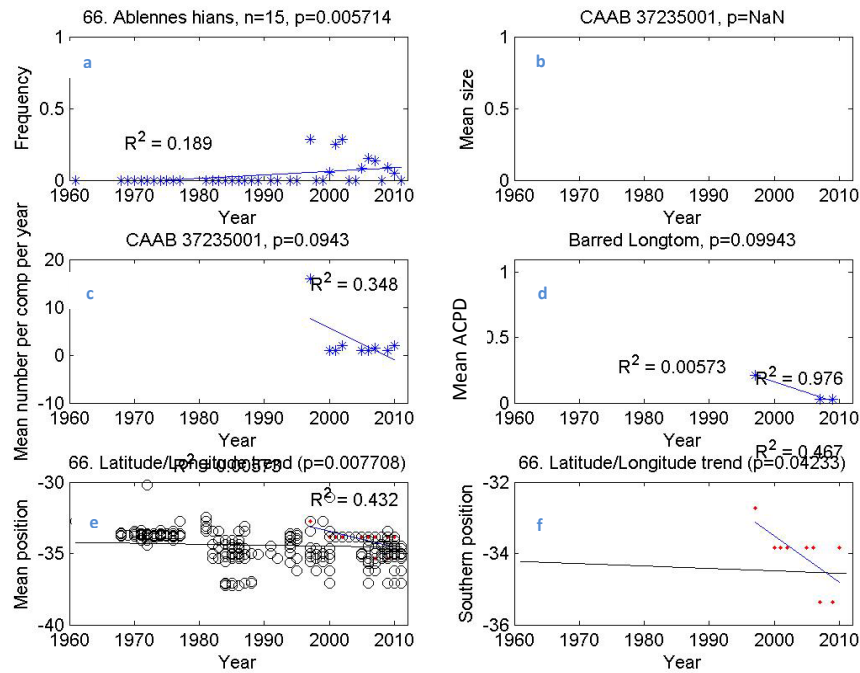 66. Ablennes hians, n=15, p=0.005714
1
a
Frequency
0.5
R² = 0.189
0
1960 1970 1980 1990 2000 2010
Year
CAAB 37235001, p=NaN
1
b
Mean size
0.5
0
1960 1970 1980 1990 2000 2010
Year
CAAB 37235001, p=0.0943
20
R² = 0.348
c
Mean number per comp per year
10
0
-10
1960 1970 1980 1990 2000 2010
Year
Barred Longtom, p=0.09943
1
d
Mean ACPD
0.5
R² = 0.00573
R² = 0.976
0
1960 1970 1980 1990 2000 2010
Year
R² = 0.00573
66. Latitude/Longitude trend (p=0.007708)
-30
R² = 0.432
e
Mean position
-35
-40
1960 1970 1980 1990 2000 2010
Year
R² = 0.467
66. Latitude/Longitude trend (p=0.04233)
-32
f
Southern position
-34
-36
1960 1970 1980 1990 2000 2010
Year